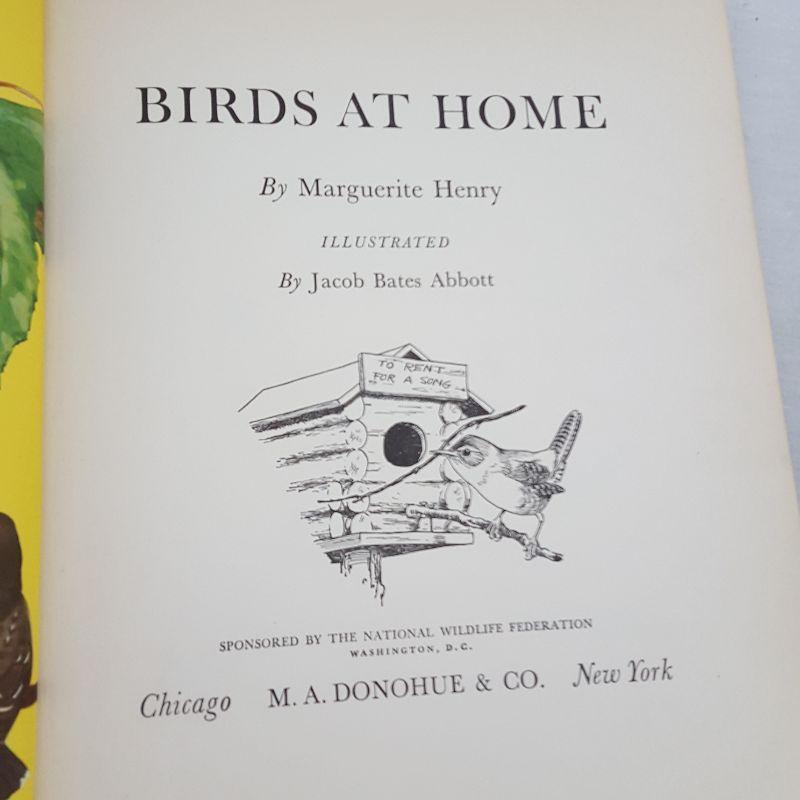 BIRDS AT HOME
By Marguerite Henry
ILLUSTRATED
By Jacob Bates Abbott
TO RENT
FOR A SONG
SPONSORED BY THE NATIONAL WILDLIFE FEDERATION
WASHINGTON, D.C.
Chicago M. A. DONOHUE & CO. New York